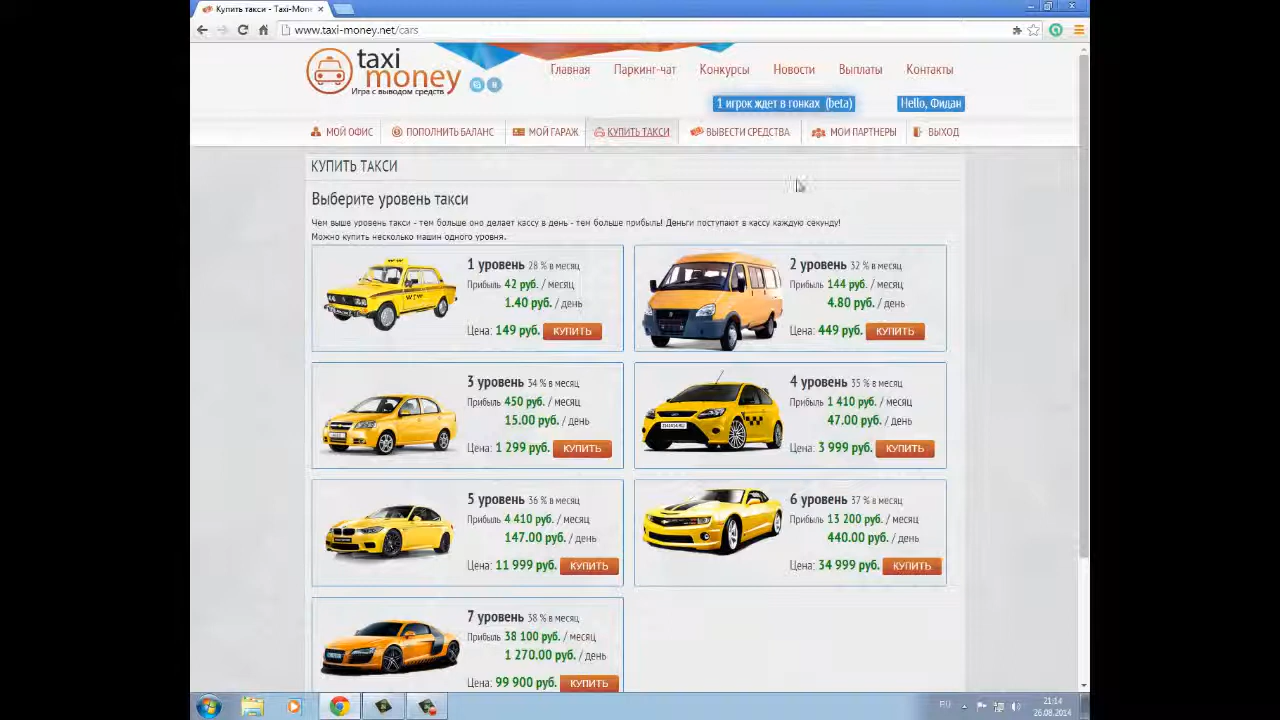 Купить такси - Taxi-Mone
www.taxi-money.net/cars
taxi
money
Игра с выводом средств
Главная Паркинг-чат Конкурсы Новости Выплаты Контакты
1 игрок ждет в гонках (beta) Hello, Фидан
МОЙ ОФИС ПОПОЛНИТЬ БАЛАНС МОЙ ГАРАЖ КУПИТЬ ТАКСИ ВЫВЕСТИ СРЕДСТВА МОИ ПАРТНЕРЫ ВЫХОД
КУПИТЬ ТАКСИ
Выберите уровень такси
Чем выше уровень такси - тем больше оно делает кассу в день - тем больше прибыль! Деньги поступают в кассу каждую секунду!
Можно купить несколько машин одного уровня.
1 уровень 28 % в месяц
Прибыль 42 руб. / месяц
1.40 руб. / день
Цена: 149 руб. КУПИТЬ
2 уровень 32 % в месяц
Прибыль 144 руб. / месяц
4.80 руб. / день
Цена: 449 руб. КУПИТЬ
3 уровень 34 % в месяц
Прибыль 450 руб. / месяц
15.00 руб. / день
Цена: 1 299 руб. КУПИТЬ
4 уровень 35 % в месяц
Прибыль 1 410 руб. / месяц
47.00 руб. / день
Цена: 3 999 руб. КУПИТЬ
5 уровень 36 % в месяц
Прибыль 4 410 руб. / месяц
147.00 руб. / день
Цена: 11 999 руб. КУПИТЬ
6 уровень 37 % в месяц
Прибыль 13 200 руб. / месяц
440.00 руб. / день
Цена: 34 999 руб. КУПИТЬ
7 уровень 38 % в месяц
Прибыль 38 100 руб. / месяц
1 270.00 руб. / день
Цена: 99 900 руб. КУПИТЬ
RU
21:14
26.08.2014